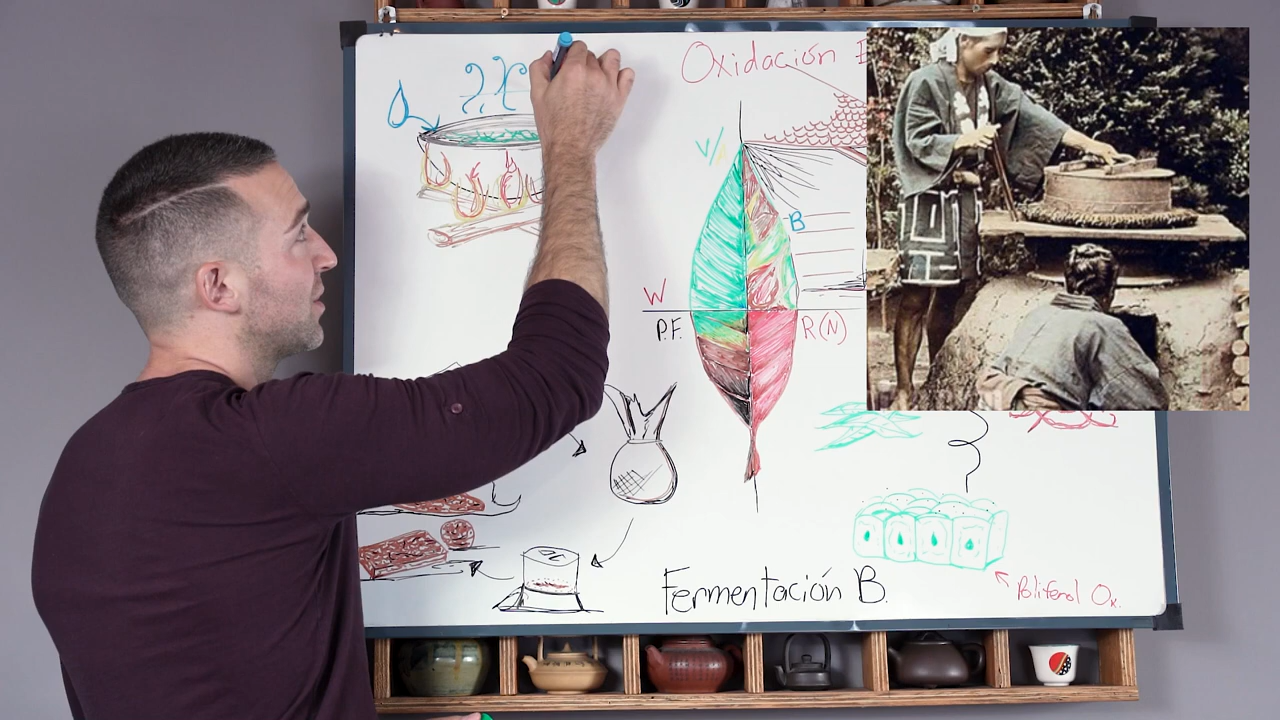 Oxidación
V/
B
W
P.F.
R(N)
Fermentación B.
Polifenol Ox.